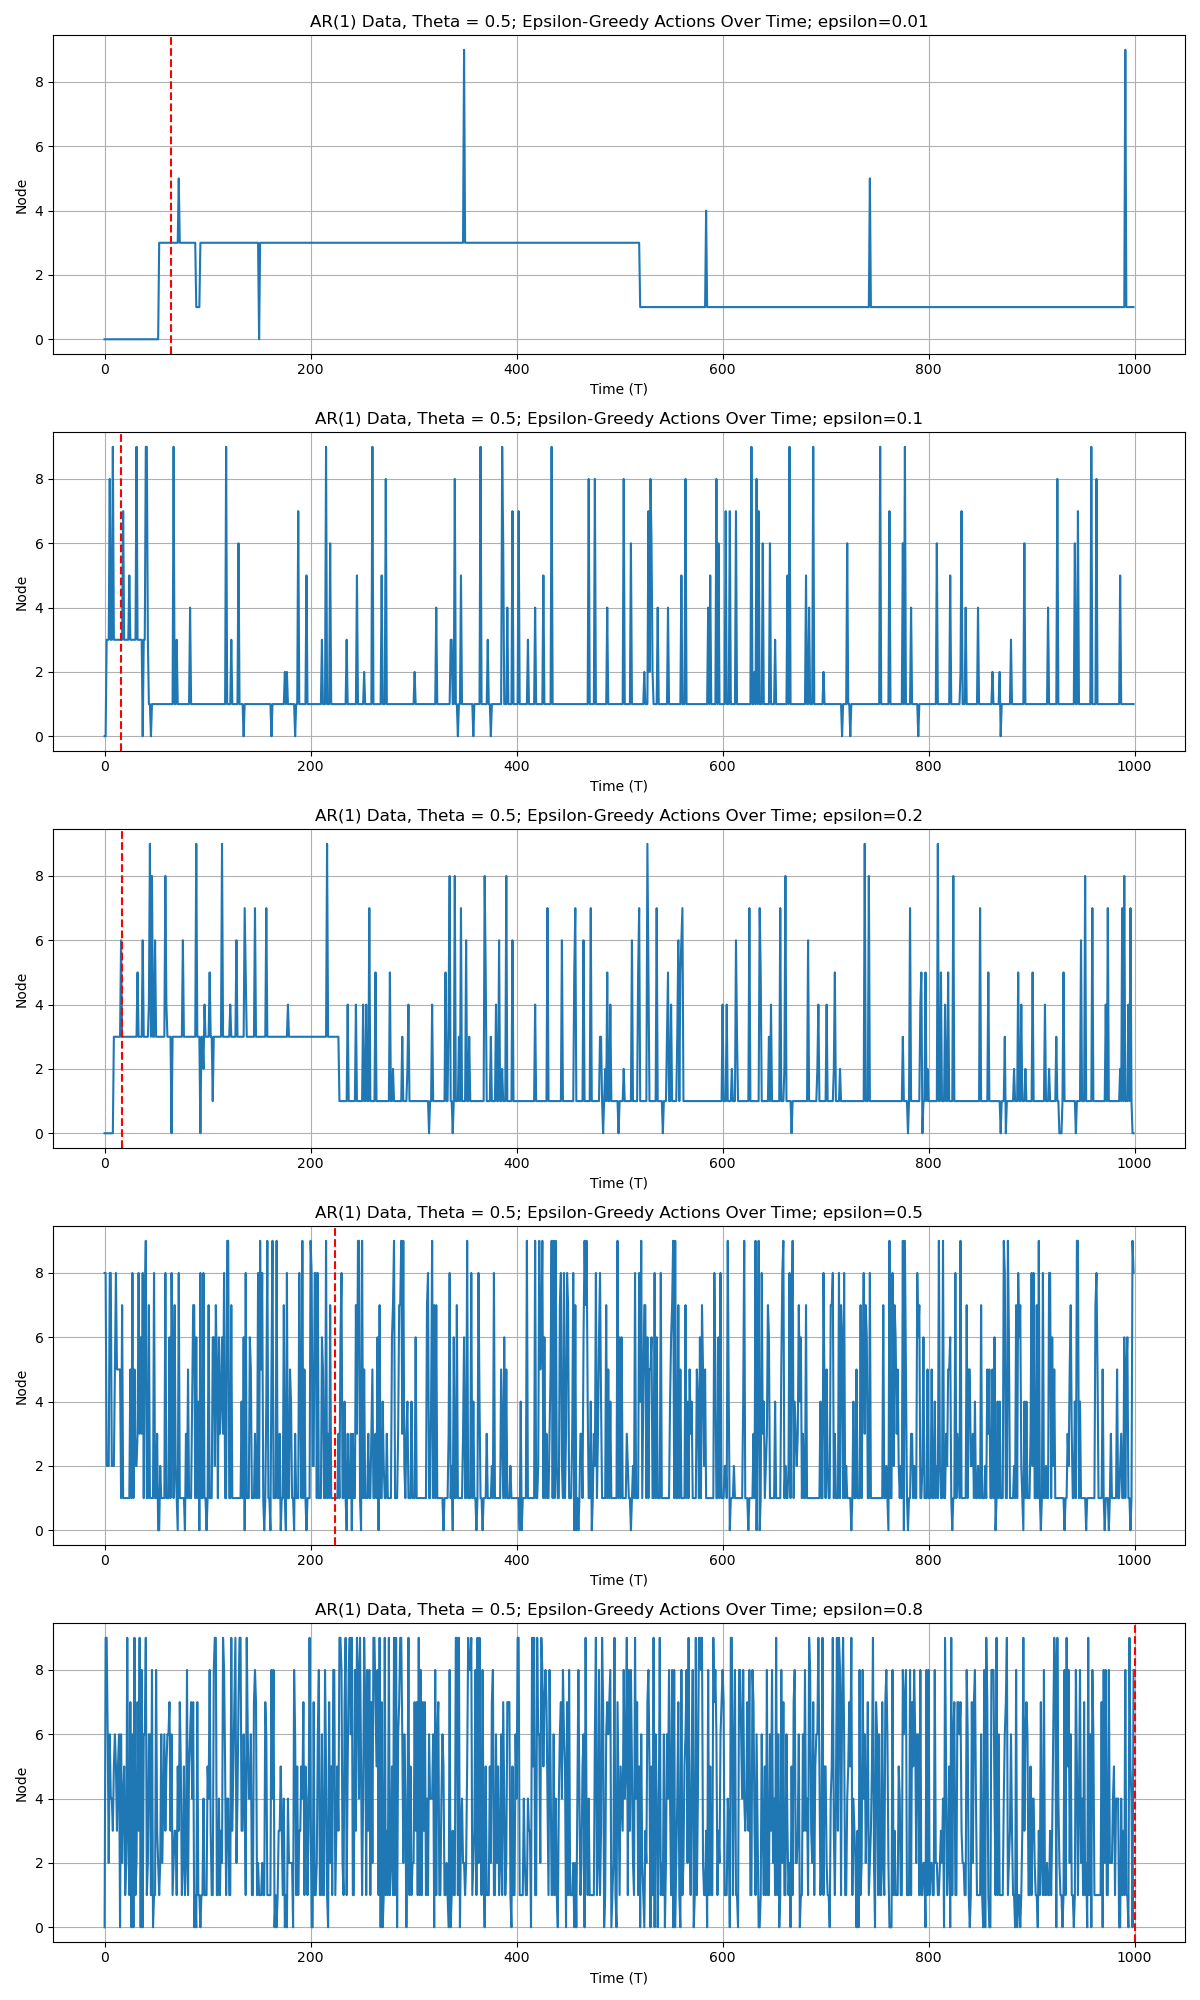 AR(1) Data, Theta = 0.5; Epsilon-Greedy Actions Over Time; epsilon=0.01
8
6
4
2
0
Node
0 200 400 600 800 1000
Time (T)
AR(1) Data, Theta = 0.5; Epsilon-Greedy Actions Over Time; epsilon=0.1
8
6
4
2
0
Node
0 200 400 600 800 1000
Time (T)
AR(1) Data, Theta = 0.5; Epsilon-Greedy Actions Over Time; epsilon=0.2
8
6
4
2
0
Node
0 200 400 600 800 1000
Time (T)
AR(1) Data, Theta = 0.5; Epsilon-Greedy Actions Over Time; epsilon=0.5
8
6
4
2
0
Node
0 200 400 600 800 1000
Time (T)
AR(1) Data, Theta = 0.5; Epsilon-Greedy Actions Over Time; epsilon=0.8
8
6
4
2
0
Node
0 200 400 600 800 1000
Time (T)